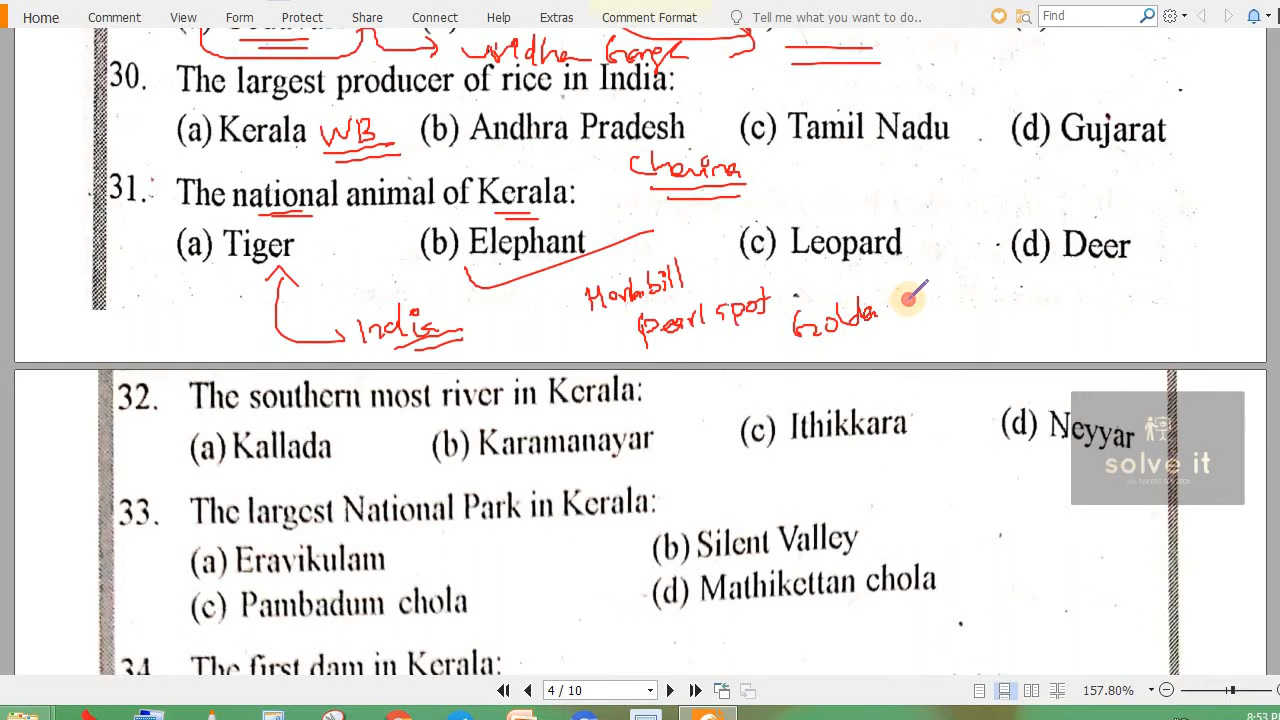 Home Comment View Form Protect Share Connect Help Extras Comment Format Tell me what you want to do.. Find
30. The largest producer of rice in India:
(a) Kerala WB (b) Andhra Pradesh (c) Tamil Nadu (d) Gujarat
31. The national animal of Kerala:
(a) Tiger (b) Elephant (c) Leopard (d) Deer
India pearl spot Golde
32. The southern most river in Kerala:
(a) Kallada (b) Karamanayar (c) Ithikkara (d) Neyyar
solve it
33. The largest National Park in Kerala:
(a) Eravikulam (b) Silent Valley
(c) Pambadum chola (d) Mathikettan chola
34 The first dam in Kerala:
4 / 10 157.80%
8:53 P